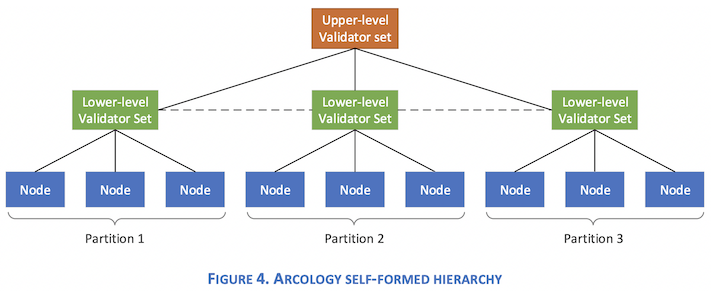 Upper-level
Validator set
Lower-level
Validator Set
Lower-level
Validator Set
Lower-level
Validator Set
Node
Node
Node
Node
Node
Node
Node
Node
Node
Partition 1
Partition 2
Partition 3
FIGURE 4. ARCOLOGY SELF-FORMED HIERARCHY